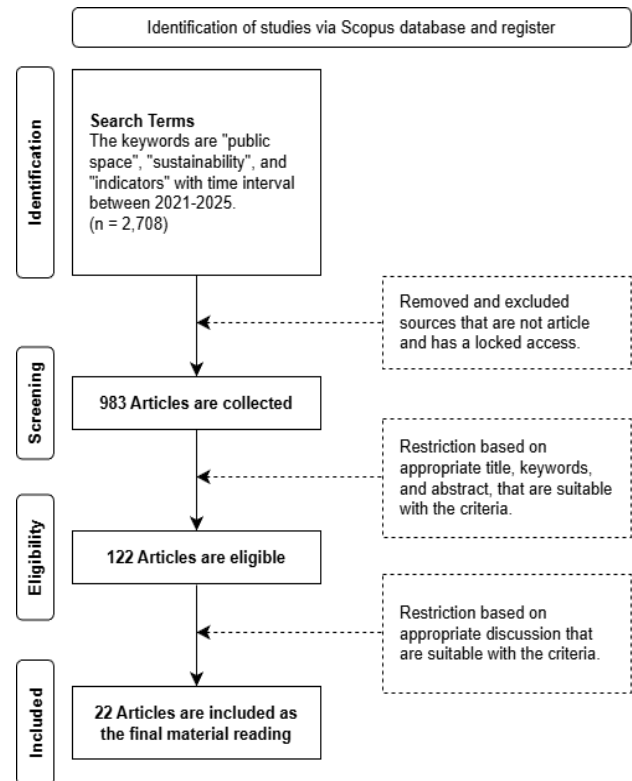 Identification of studies via Scopus database and register
Identification
Search Terms
The keywords are "public
space", "sustainability", and
"indicators" with time interval
between 2021-2025.
(n = 2,708)
Removed and excluded
sources that are not article
and has a locked access.
Screening
983 Articles are collected
Restriction based on
appropriate title, keywords,
and abstract, that are suitable
with the criteria.
Eligibility
122 Articles are eligible
Restriction based on
appropriate discussion that
are suitable with the criteria.
Included
22 Articles are included as
the final material reading